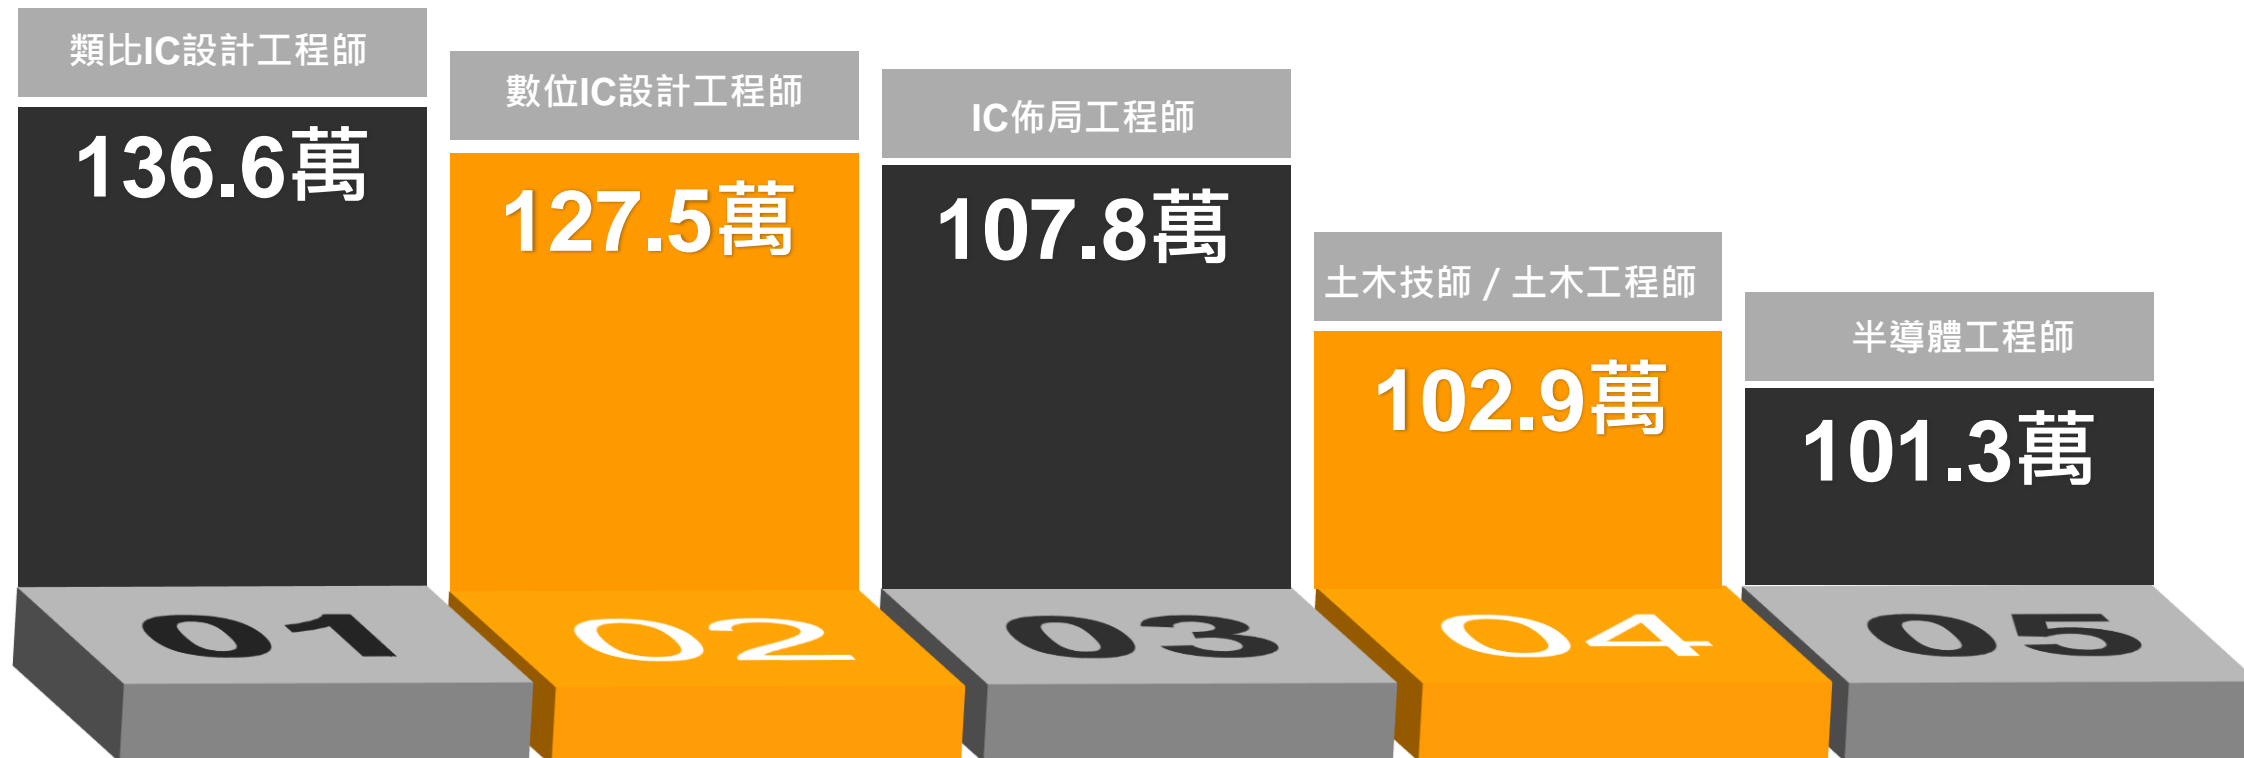 類比IC設計工程師
136.6萬
01
數位IC設計工程師
127.5萬
02
IC佈局工程師
107.8萬
03
土木技師 / 土木工程師
102.9萬
04
半導體工程師
101.3萬
05